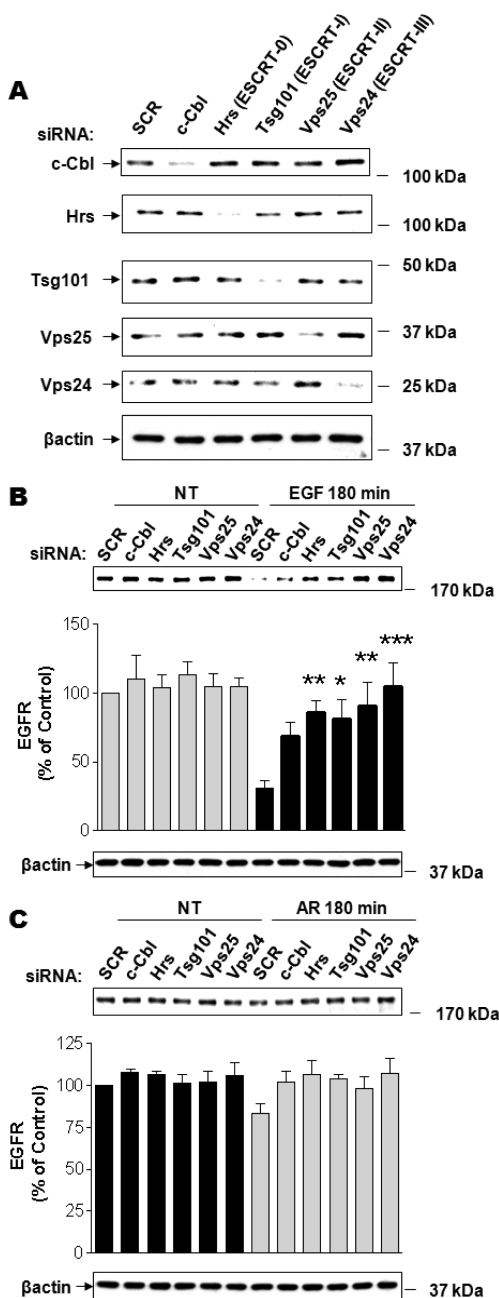 A
siRNA:
SCR
c-Cbl
Hrs (ESCRT-0)
Tsg101 (ESCRT-I)
Vps25 (ESCRT-II)
Vps24 (ESCRT-III)
c-Cbl
100 kDa
Hrs
100 kDa
50 kDa
Tsg101
Vps25
37 kDa
Vps24
25 kDa
βactin
37 kDa
B
NT
EGF 180 min
siRNA:
SCR
c-Cbl
Hrs
Tsg101
Vps25
Vps24
SCR
c-Cbl
Hrs
Tsg101
Vps25
Vps24
170 kDa
EGFR
(% of Control)
150
100
50
0
**
*
**
***
βactin
37 kDa
C
NT
AR 180 min
siRNA:
SCR
c-Cbl
Hrs
Tsg101
Vps25
Vps24
SCR
c-Cbl
Hrs
Tsg101
Vps25
Vps24
170 kDa
EGFR
(% of Control)
125
100
75
50
25
0
βactin
37 kDa